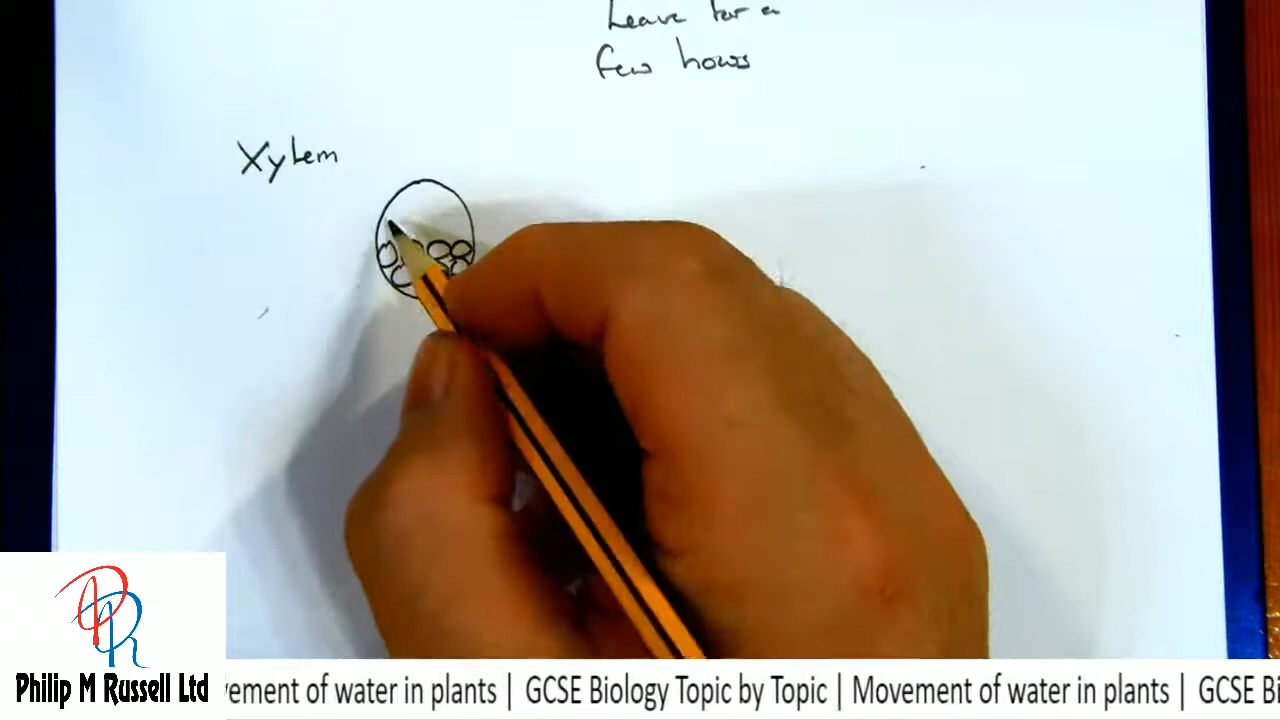 Leave for a
few hours
Xylem
Philip M Russell Ltd
vement of water in plants | GCSE Biology Topic by Topic | Movement of water in plants | GCSE Bi